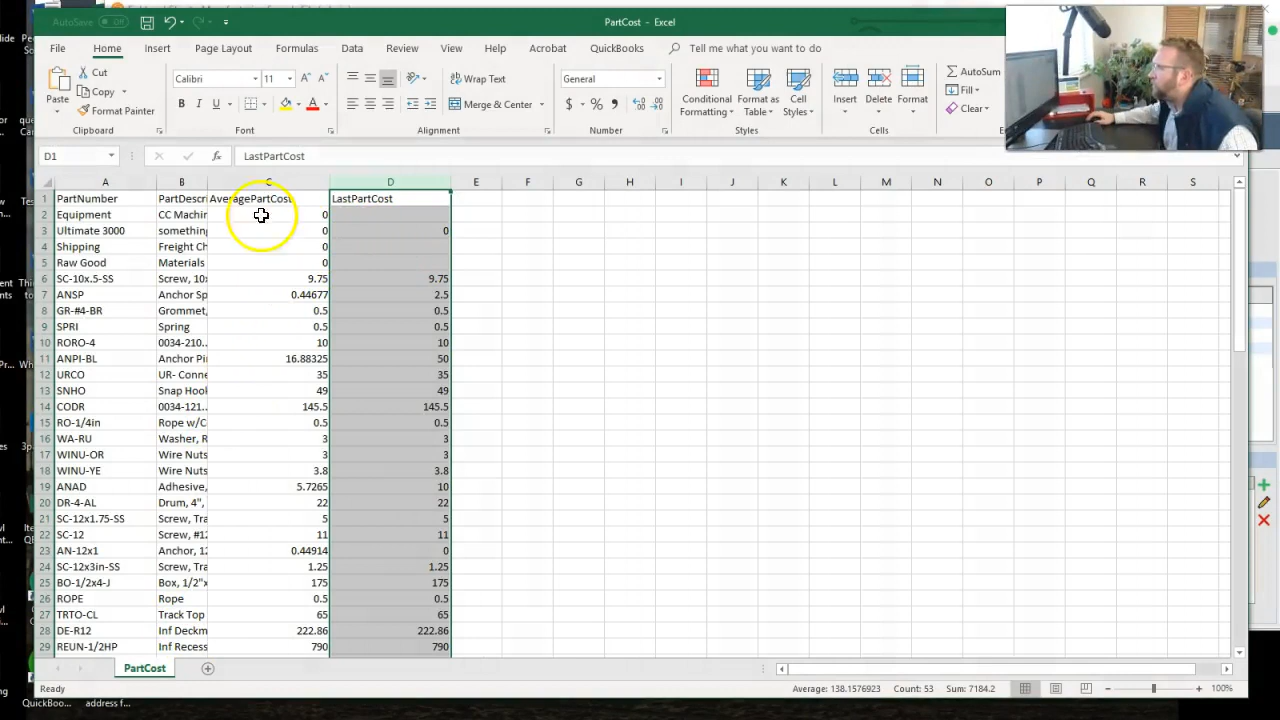 AutoSave Off PartCost - Excel
File Home Insert Page Layout Formulas Data Review View Help Acrobat QuickBooks Tell me what you want to do
Paste Cut Copy Format Painter Calibri 11 Wrap Text Merge & Center General Conditional Formatting Format as Table Cell Styles Insert Delete Format AutoSum Fill Clear
Clipboard Font Alignment Number Styles Cells
D1 LastPartCost
A B C D E F G H I J K L M N O P Q R S
1 PartNumber PartDescri AveragePartCost LastPartCost
2 Equipment CC Machin 0
3 Ultimate 3000 something 0 0
4 Shipping Freight Ch 0
5 Raw Good Materials 0
6 SC-10x.5-SS Screw, 10x 9.75 9.75
7 ANSP Anchor Sp 0.44677 2.5
8 GR-#4-BR Grommet, 0.5 0.5
9 SPRI Spring 0.5 0.5
10 RORO-4 0034-210.. 10 10
11 ANPI-BL Anchor Pi 16.88325 50
12 URCO UR- Conne 35 35
13 SNHO Snap Hook 49 49
14 CODR 0034-121.. 145.5 145.5
15 RO-1/4in Rope w/C 0.5 0.5
16 WA-RU Washer, R 3 3
17 WINU-OR Wire Nuts 3 3
18 WINU-YE Wire Nuts 3.8 3.8
19 ANAD Adhesive, 5.7265 10
20 DR-4-AL Drum, 4", 22 22
21 SC-12x1.75-SS Screw, Tra 5 5
22 SC-12 Screw, #12 11 11
23 AN-12x1 Anchor, 12 0.44914 0
24 SC-12x3in-SS Screw, Tra 1.25 1.25
25 BO-1/2x4-J Box, 1/2"x 175 175
26 ROPE Rope 0.5 0.5
27 TRTO-CL Track Top 65 65
28 DE-R12 Inf Deckm 222.86 222.86
29 REUN-1/2HP Inf Recess 790 790
PartCost
Ready Average: 138.1576923 Count: 53 Sum: 7184.2 100%
QuickBoo... address f...